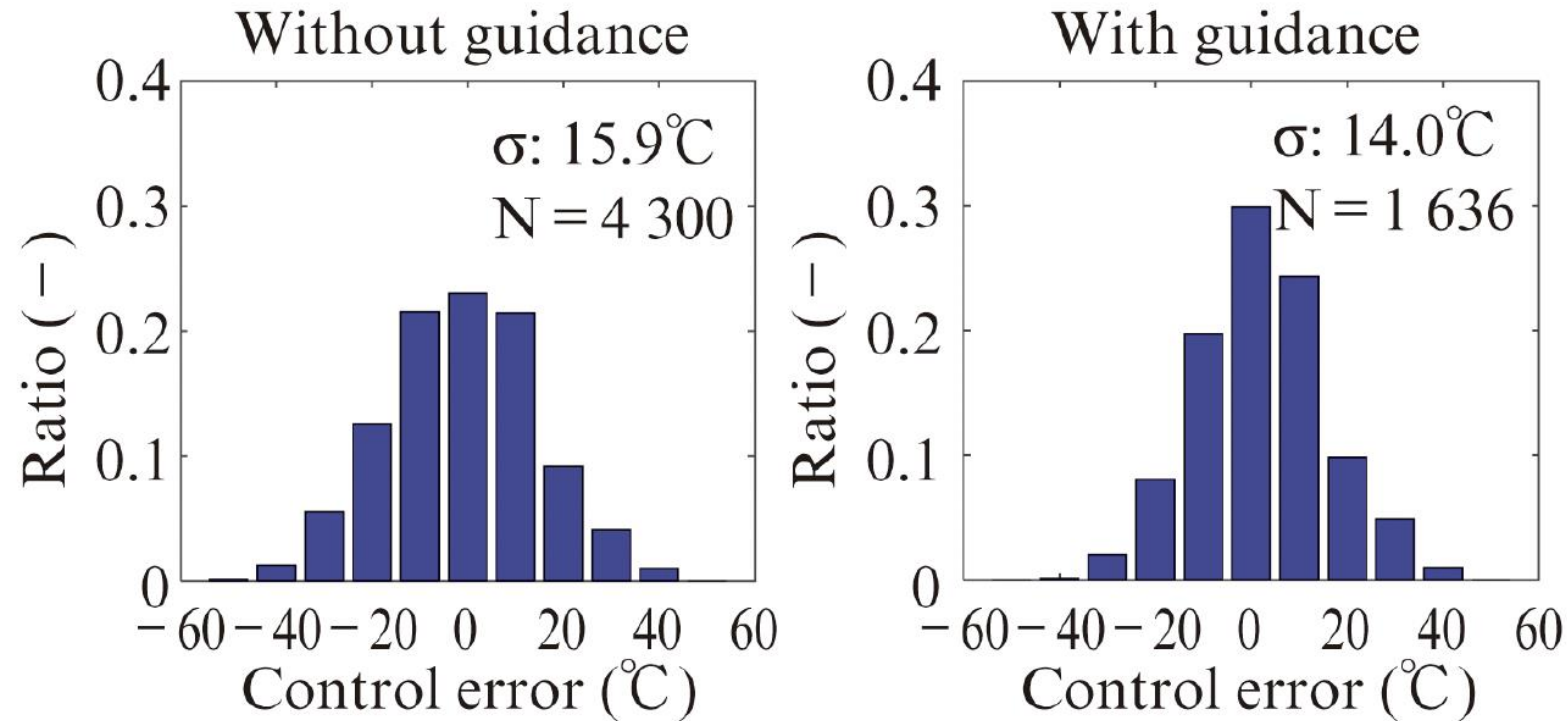 Without guidance
0.4
0.3
0.2
0.1
0
Ratio (－)
σ: 15.9℃
N = 4 300
－60 －40 －20 0 20 40 60
Control error (℃)
With guidance
0.4
0.3
0.2
0.1
0
Ratio (－)
σ: 14.0℃
N = 1 636
－60 －40 －20 0 20 40 60
Control error (℃)